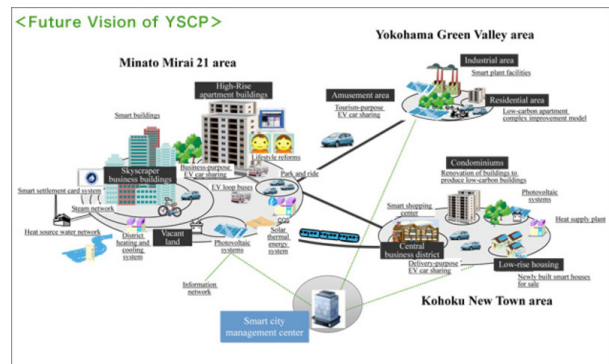 <Future Vision of YSCP>
Yokohama Green Valley area
Minato Mirai 21 area
Industrial area
Smart plant facilities
High-Rise
apartment buildings
Amusement area
Residential area
Tourism-purpose
EV car sharing
Low-carbon apartment
complex improvement model
Smart buildings
Lifestyle reforms
Condominiums
Renovation of buildings to
produce low-carbon buildings
Skyscraper
business buildings
Business-purpose
EV car sharing
Park and ride
Photovoltaic
systems
Smart settlement card system
EV loop buses
Smart shopping
center
Steam network
Heat supply plant
Heat source water network
District
heating and
cooling
system
Vacant
land
Photovoltaic
systems
Solar
thermal
energy
system
Central
business district
Low-rise housing
Delivery-purpose
EV car sharing
Newly built smart houses
for sale
Information
network
Kohoku New Town area
Smart city
management center